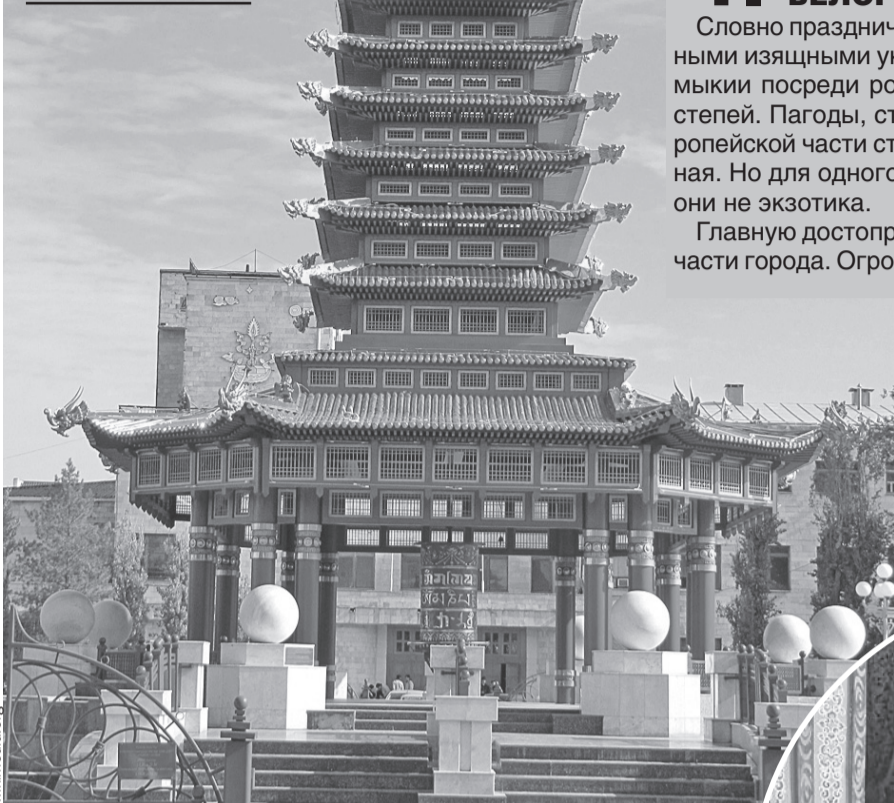 Словно празднич
ными изящными
мыкии посреди ро
степей. Пагоды, ст
ропейской части ст
ная. Но для одного
они не экзотика.
Главную достопр
части города. Огро